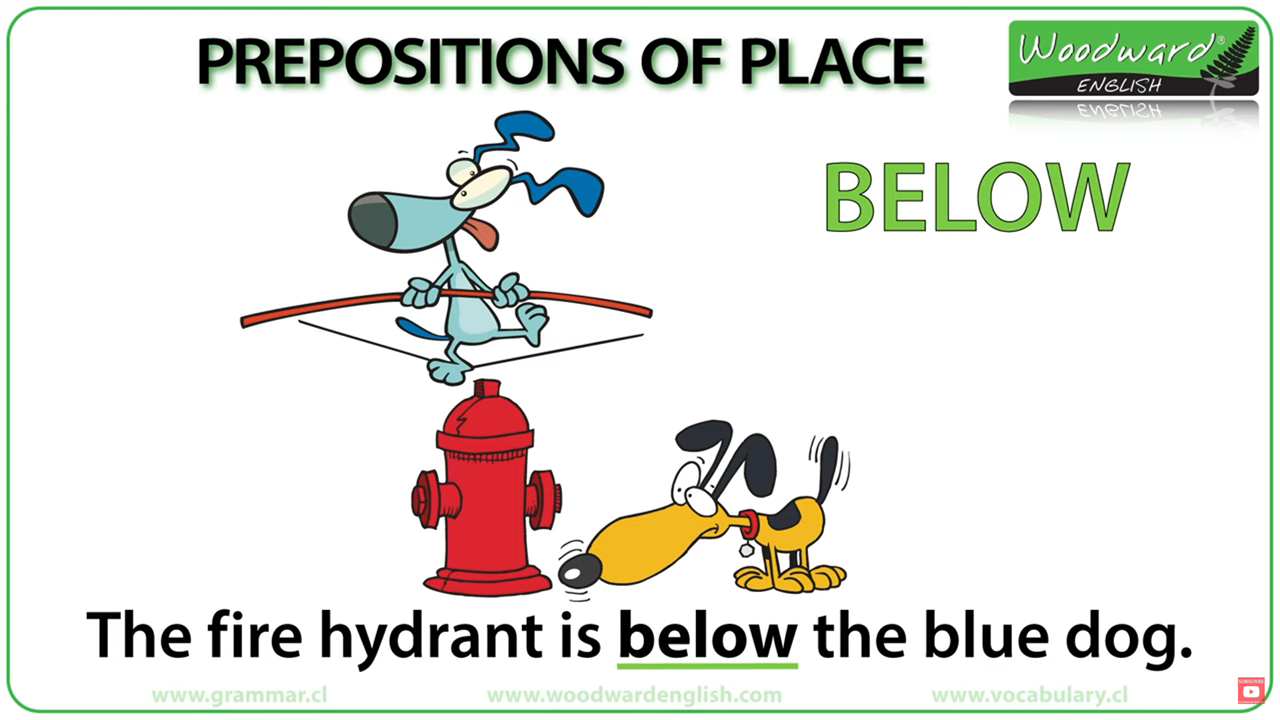 PREPOSITIONS OF PLACE
Woodward®
ENGLISH
BELOW
The fire hydrant is below the blue dog.
www.grammar.cl www.woodwardenglish.com www.vocabulary.cl
SUBSCRIBE